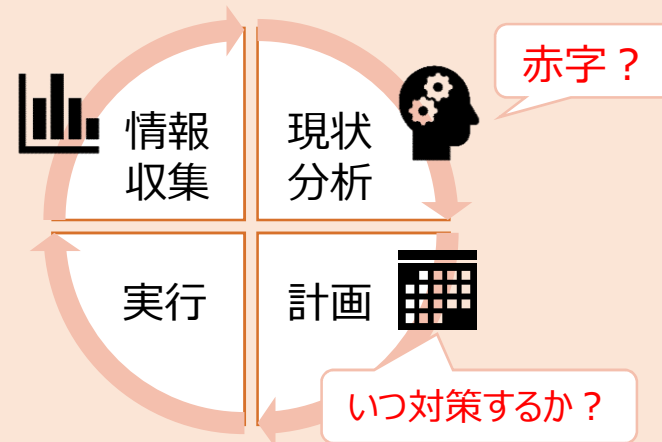 赤字？
情報
収集
現状
分析
実行
計画
いつ対策するか？